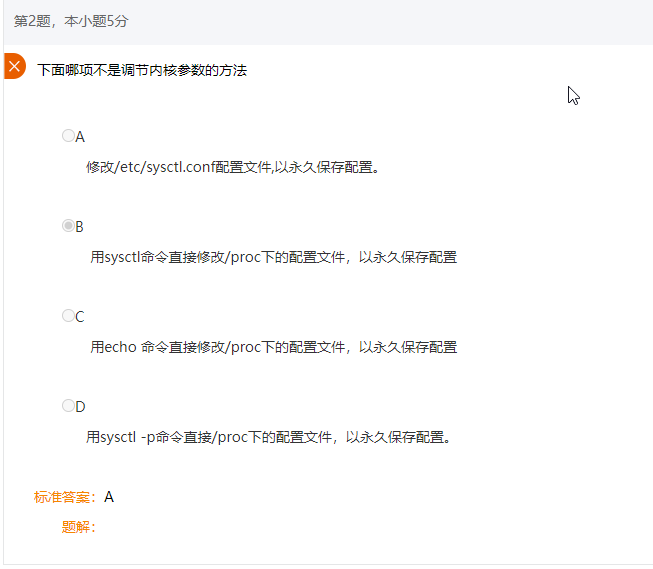 第2题，本小题5分
下面哪项不是调节内核参数的方法
A
修改/etc/sysctl.conf配置文件,以永久保存配置。
B
用sysctl命令直接修改/proc下的配置文件，以永久保存配置
C
用echo 命令直接修改/proc下的配置文件，以永久保存配置
D
用sysctl -p命令直接/proc下的配置文件，以永久保存配置。
标准答案：A
题解：